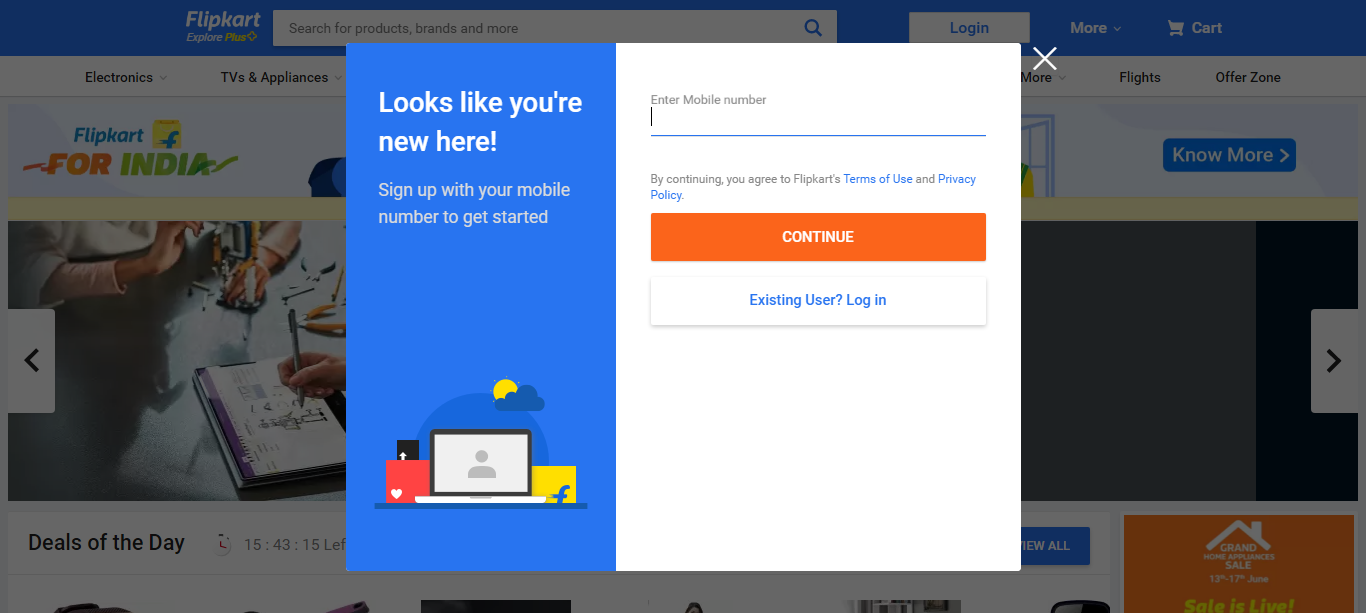 Flipkart
Explore Plus
Search for products, brands and more
Login
More
Cart
Electronics
TVs & Appliances
More
Flights
Offer Zone
Flipkart
FOR INDIA
Know More
Looks like you're
new here!
Sign up with your mobile
number to get started
Enter Mobile number
By continuing, you agree to Flipkart's Terms of Use and Privacy
Policy.
CONTINUE
Existing User? Log in
Deals of the Day
15 : 43 : 15 Lef
VIEW ALL
GRAND
HOME APPLIANCES
SALE
13th-17th June
Sale is Live!